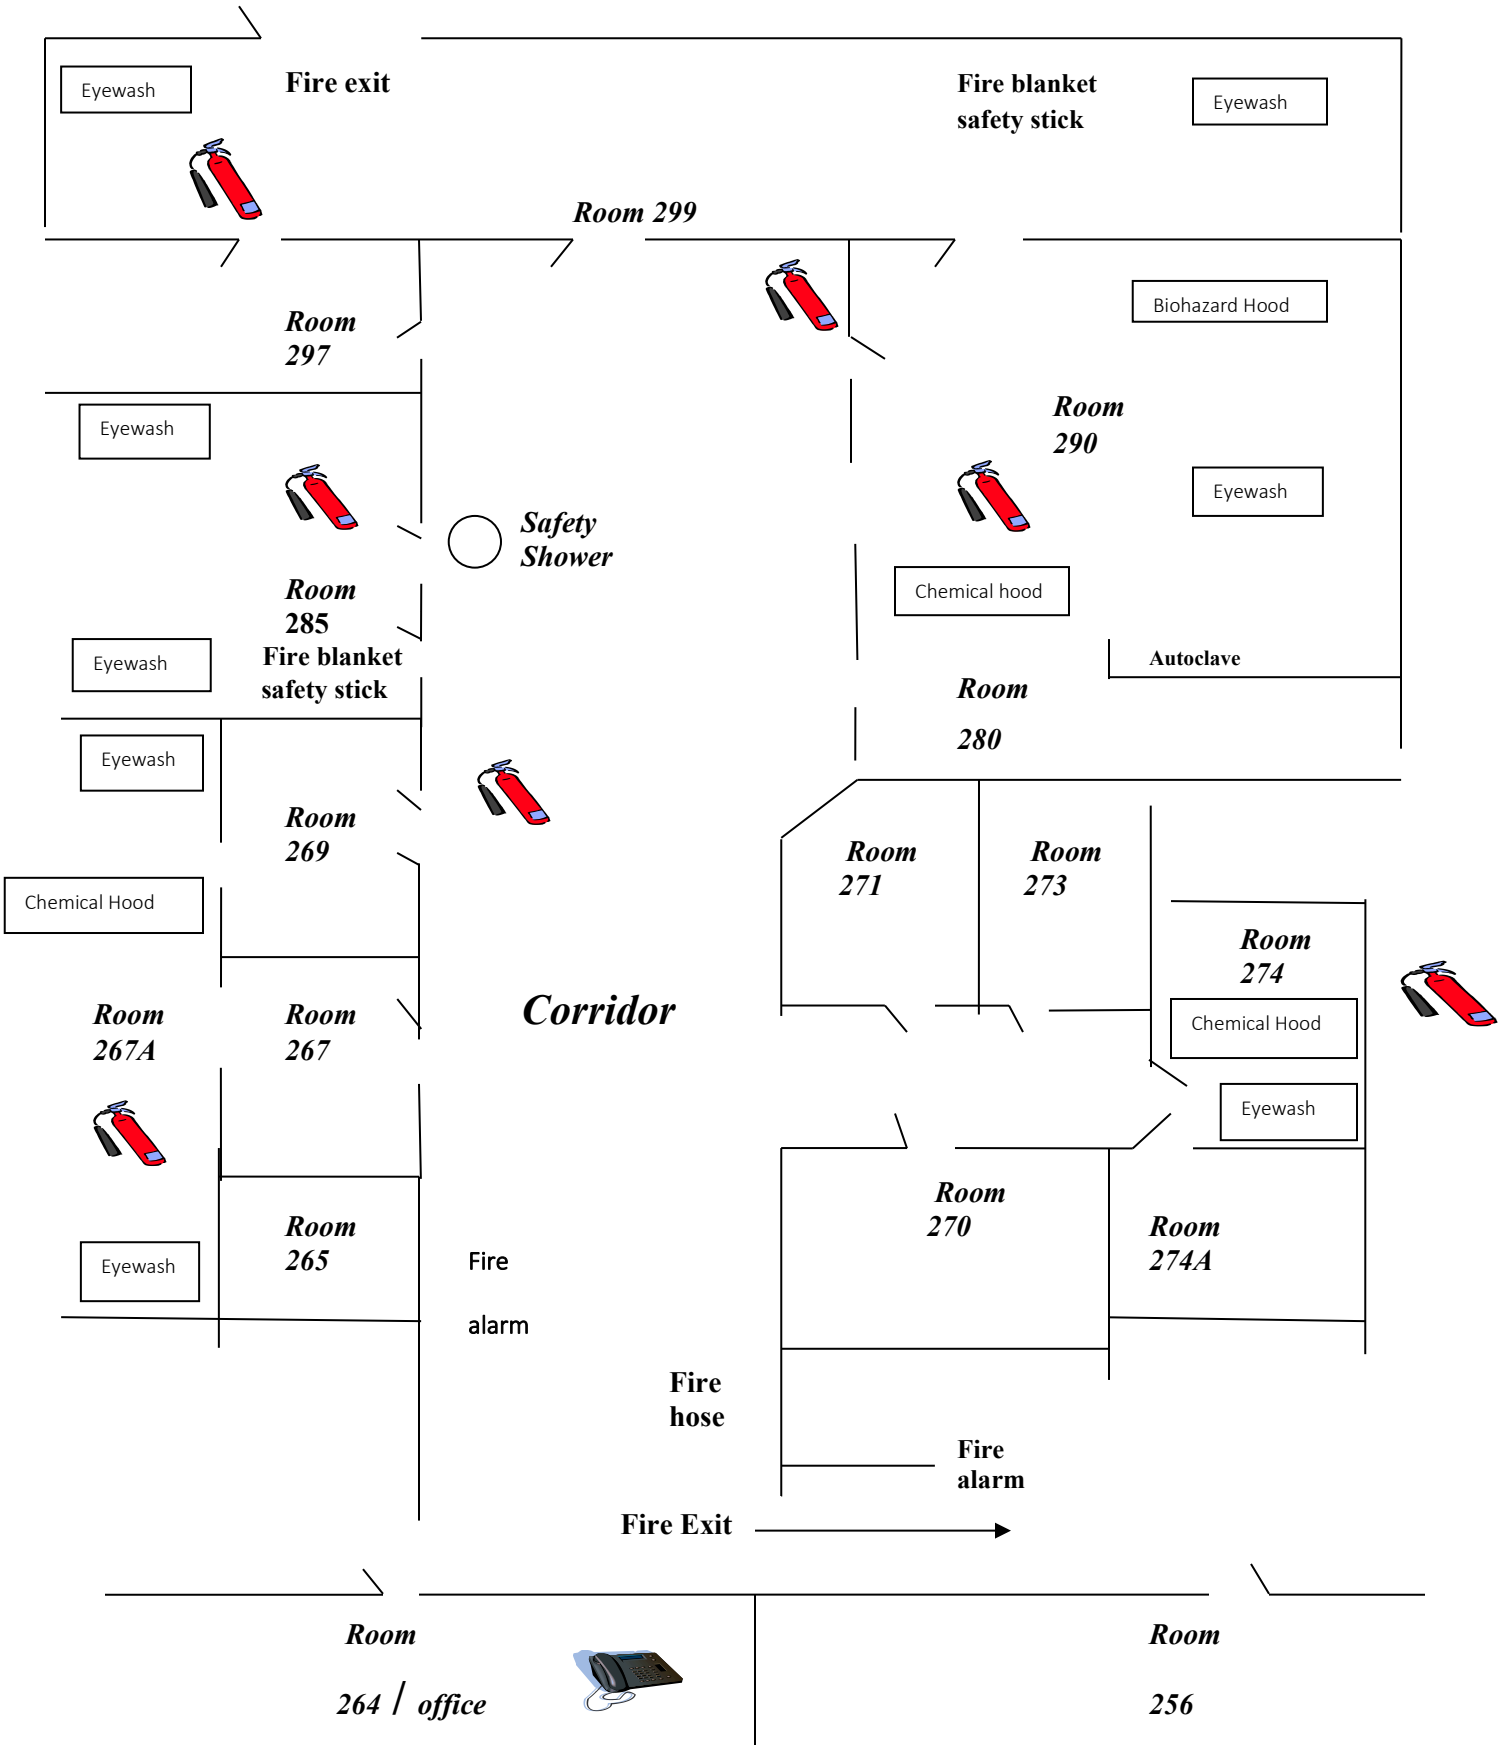 Eyewash
Fire exit
Fire blanket
safety stick
Eyewash
Room 299
Room
297
Biohazard Hood
Room
290
Eyewash
Eyewash
Safety
Shower
Chemical hood
Room
285
Fire blanket
safety stick
Eyewash
Autoclave
Room
280
Eyewash
Room
269
Room
271
Room
273
Chemical Hood
Room
274
Corridor
Room
267A
Room
267
Chemical Hood
Eyewash
Room
270
Room
265
Room
274A
Eyewash
Fire
alarm
Fire
hose
Fire
alarm
Fire Exit
Room
264 / office
Room
256